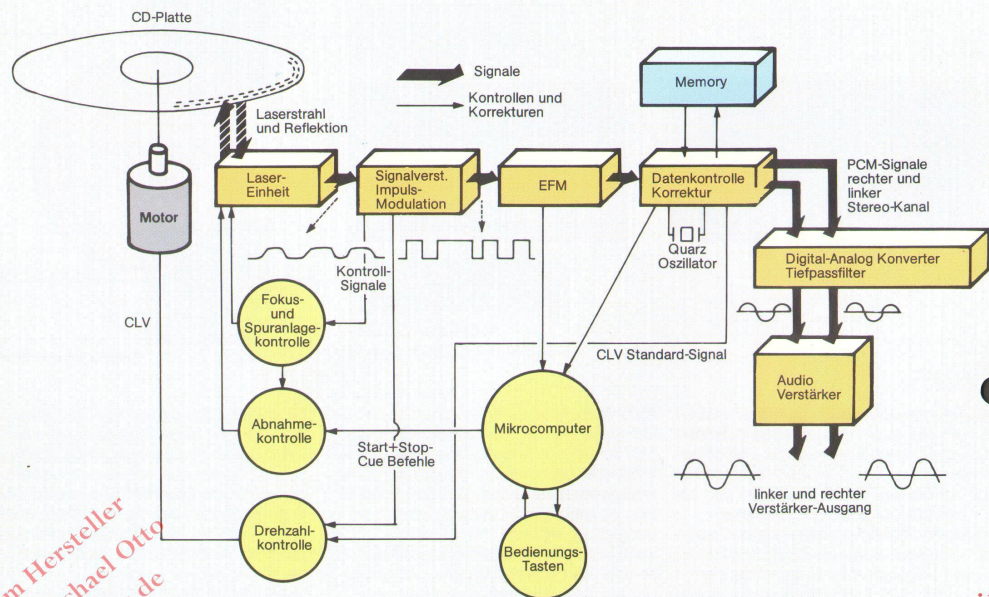 CD-Platte
Signale
Kontrollen und
Korrekturen
Memory
Laserstrahl
und Reflektion
Motor
Laser-
Einheit
Signalverst.
Impuls-
Modulation
EFM
Datenkontrolle
Korrektur
PCM-Signale
rechter und
linker
Stereo-Kanal
Quarz
Oszillator
Digital-Analog Konverter
Tiefpassfilter
Kontroll-
Signale
Fokus-
und
Spuranlage-
kontrolle
CLV
CLV Standard-Signal
Audio
Verstärker
Abnahme-
kontrolle
Mikrocomputer
Start+Stop-
Cue Befehle
linker und rechter
Verstärker-Ausgang
Drehzahl-
kontrolle
Bedienungs-
Tasten
m Hersteller
chael Otto
de